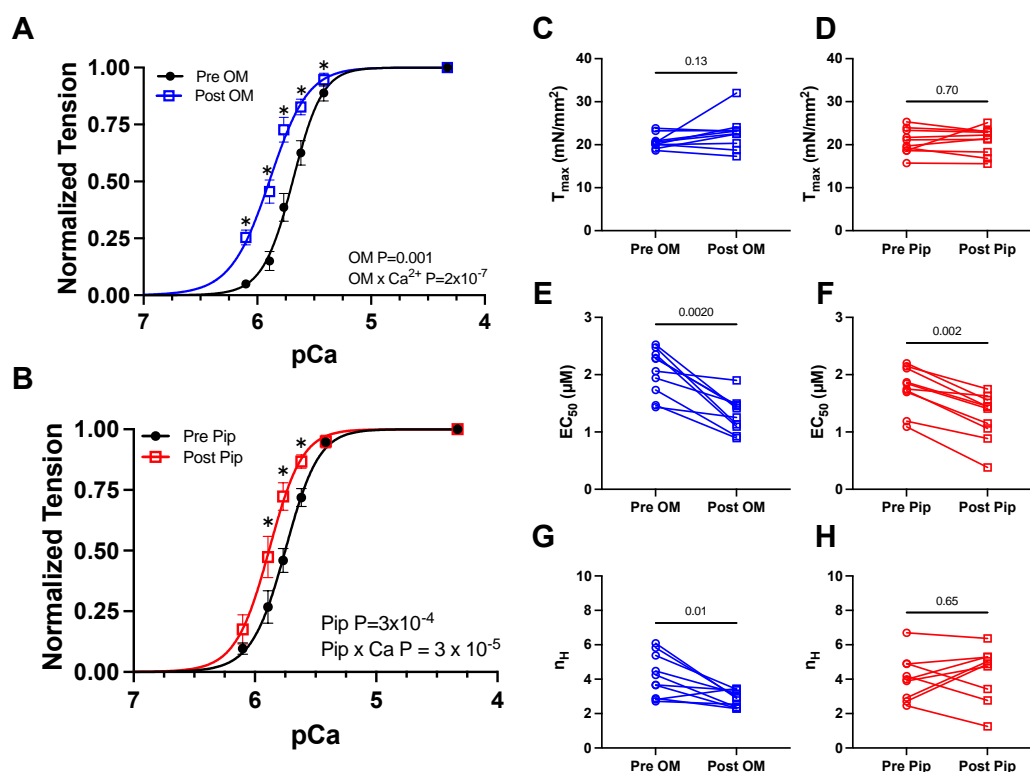 A
Pre OM
Post OM
* * * * * *
OM P=0.001
OM x Ca²⁺ P=2x10⁻⁷
Normalized Tension
1.00
0.75
0.50
0.25
0.00
7 6 5 4
pCa
B
Pre Pip
Post Pip
* * *
Pip P=3x10⁻⁴
Pip x Ca P = 3 x 10⁻⁵
Normalized Tension
1.00
0.75
0.50
0.25
0.00
7 6 5 4
pCa
C
0.13
Tₘₐₓ (mN/mm²)
40
30
20
10
0
Pre OM Post OM
D
0.70
Tₘₐₓ (mN/mm²)
40
30
20
10
0
Pre Pip Post Pip
E
0.0020
EC₅₀ (µM)
3
2
1
0
Pre OM Post OM
F
0.002
EC₅₀ (µM)
3
2
1
0
Pre Pip Post Pip
G
0.01
n_H
10
8
6
4
2
0
Pre OM Post OM
H
0.65
n_H
10
8
6
4
2
0
Pre Pip Post Pip